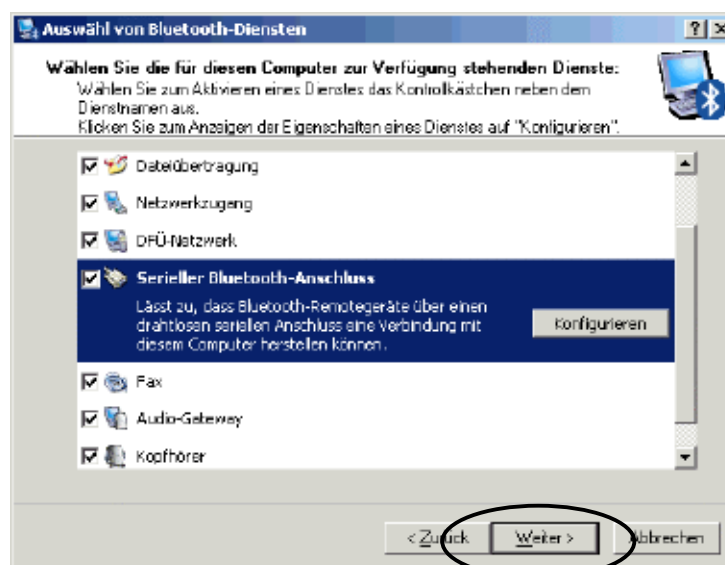 Auswähl von Bluetooth-Diensten
Wählen Sie die für diesen Computer zur Verfügung stehenden Dienste:
Wählen Sie zum Aktivieren eines Dienstes das Kontrollkästchen neben dem
Dienstnamen aus.
Klicken Sie zum Anzeigen der Eigenschaften eines Dienstes auf "Konfigurieren".
Dateiübertragung
Netzwerkzugang
DFÜ-Netzwerk
Serieller Bluetooth-Anschluss
Lässt zu, dass Bluetooth-Remotegeräte über einen
drahtlosen seriellen Anschluss eine Verbindung mit
diesem Computer herstellen können.
Konfigurieren
Fax
Audio-Gateway
Kopfhörer
< Zurück
Weiter >
Abbrechen